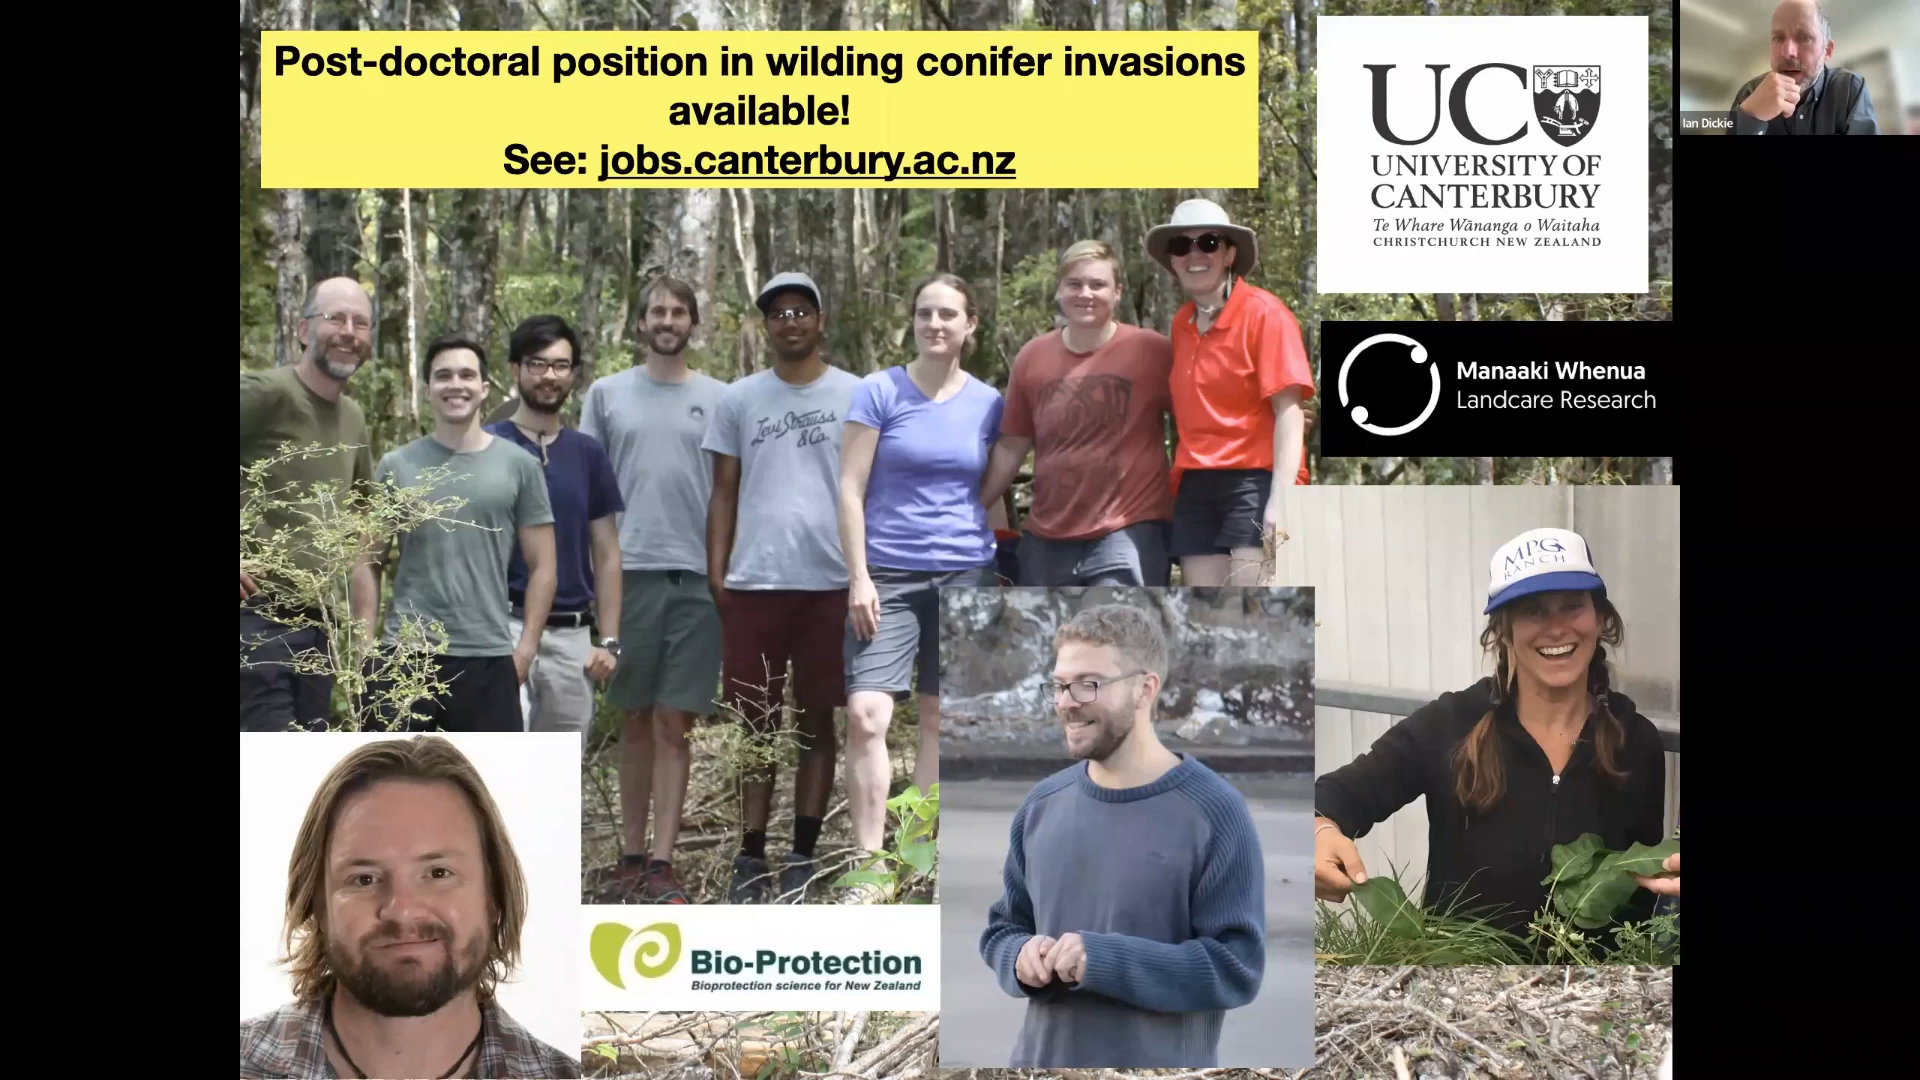 Post-doctoral position in wilding conifer invasions
available!
See: jobs.canterbury.ac.nz
UC
UNIVERSITY OF
CANTERBURY
Te Whare Wānanga o Waitaha
CHRISTCHURCH NEW ZEALAND
Ian Dickie
Manaaki Whenua
Landcare Research
Levi Strauss
& Co.
MPG
RANCH
Bio-Protection
Bioprotection science for New Zealand